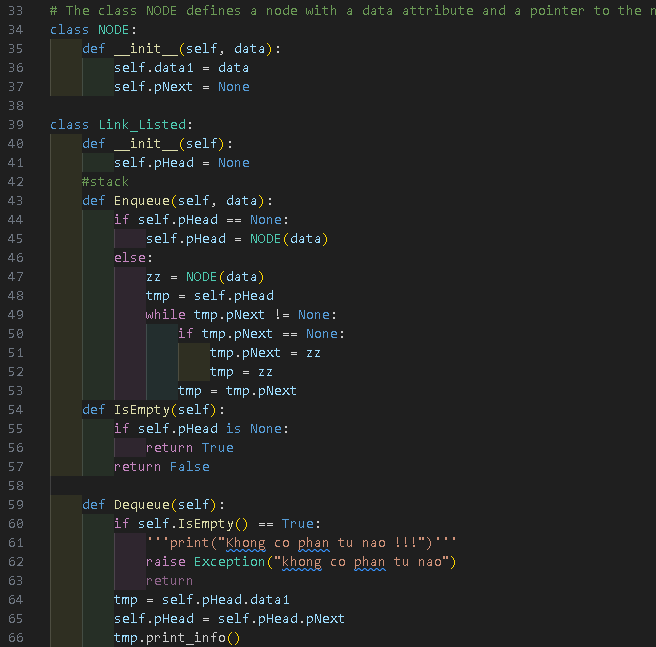 33 # The class NODE defines a node with a data attribute and a pointer to the n
34 class NODE:
35     def __init__(self, data):
36         self.data1 = data
37         self.pNext = None
38
39 class Link_Listed:
40     def __init__(self):
41         self.pHead = None
42     #stack
43     def Enqueue(self, data):
44         if self.pHead == None:
45             self.pHead = NODE(data)
46         else:
47             zz = NODE(data)
48             tmp = self.pHead
49             while tmp.pNext != None:
50                 if tmp.pNext == None:
51                     tmp.pNext = zz
52                     tmp = zz
53                 tmp = tmp.pNext
54     def IsEmpty(self):
55         if self.pHead is None:
56             return True
57         return False
58
59     def Dequeue(self):
60         if self.IsEmpty() == True:
61             '''print("Khong co phan tu nao !!!")'''
62             raise Exception("khong co phan tu nao")
63             return
64         tmp = self.pHead.data1
65         self.pHead = self.pHead.pNext
66         tmp.print_info()